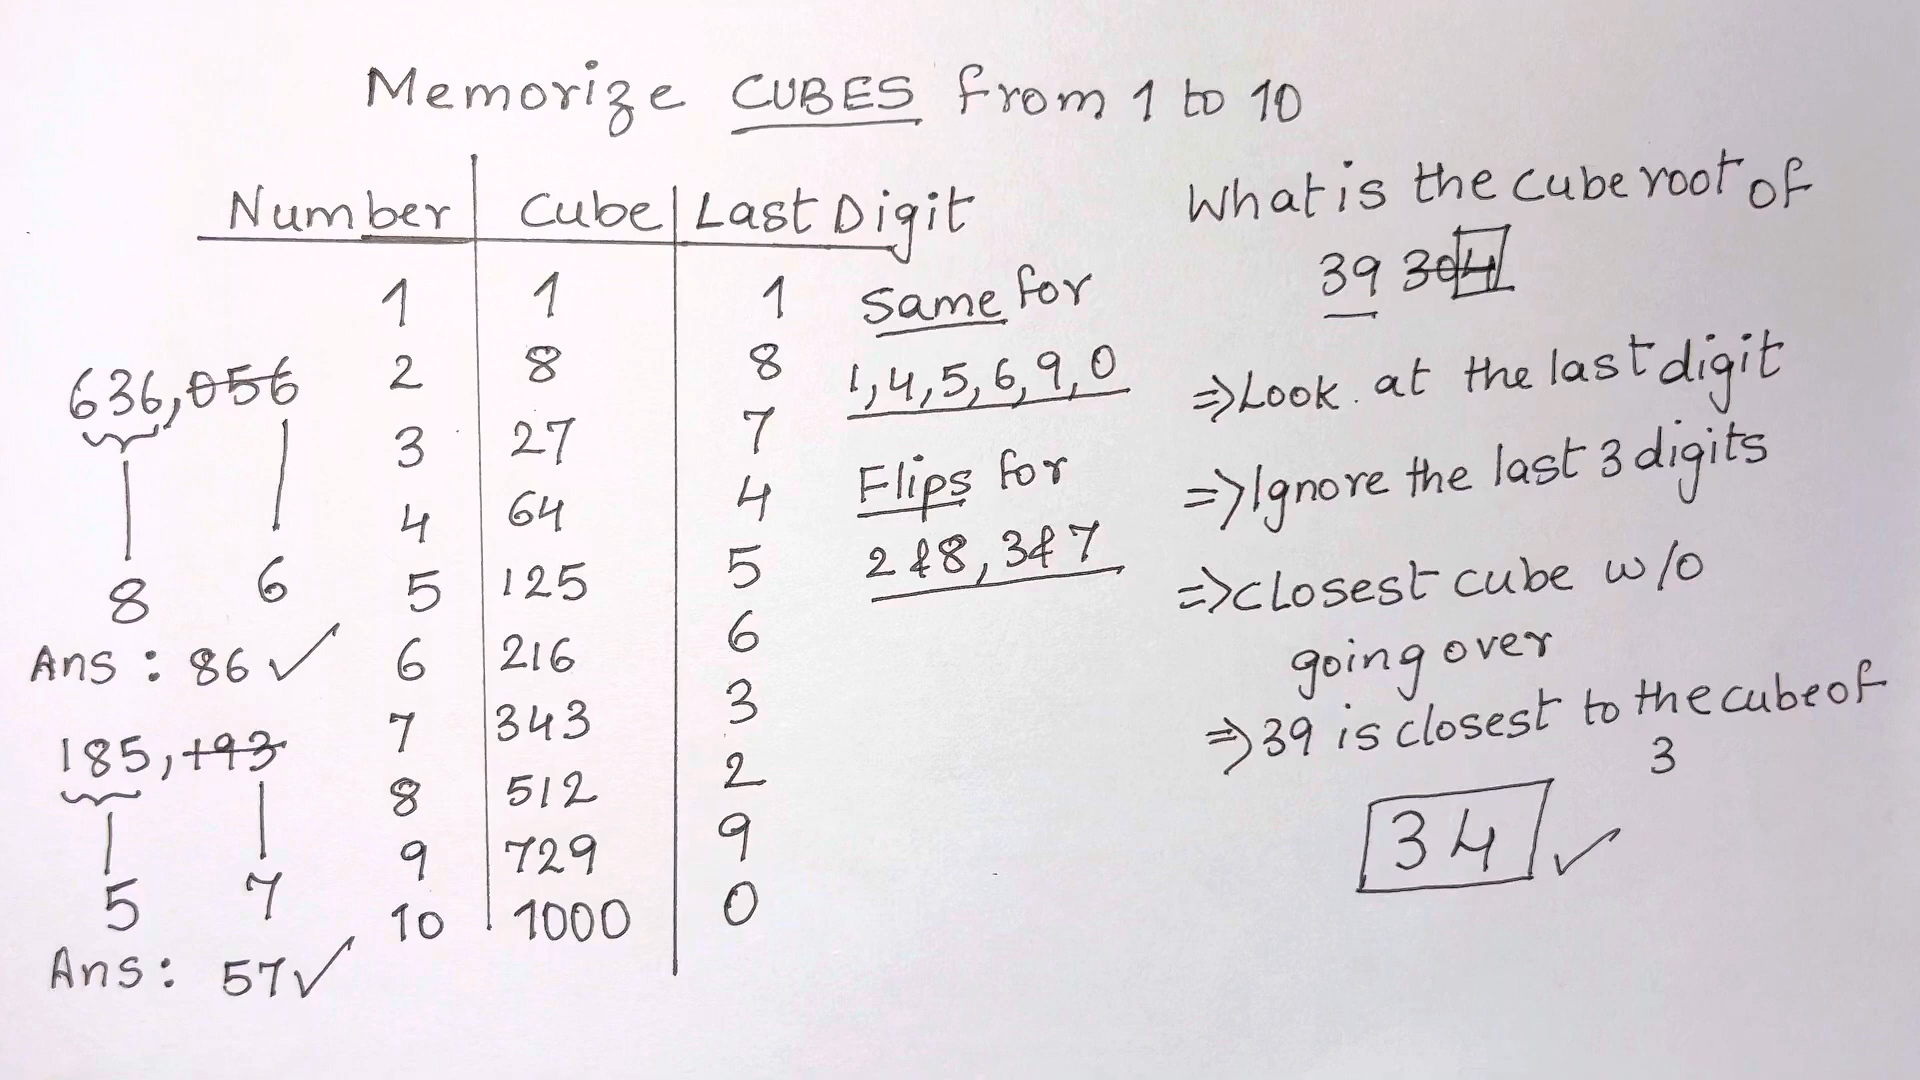 Memorize CUBES from 1 to 10
Number Cube Last Digit
1 1 1
2 8 8
3 27 7
4 64 4
5 125 5
6 216 6
7 343 3
8 512 2
9 729 9
10 1000 0
Same for
1,4,5,6,9,0
Flips for
2&8, 3&7
636,056
8 6
Ans: 86 ✓
185,193
5 7
Ans: 57 ✓
What is the cube root of
39 304
=>Look at the last digit
=>Ignore the last 3 digits
=>closest cube w/o
going over
=>39 is closest to the cube of
3
34 ✓